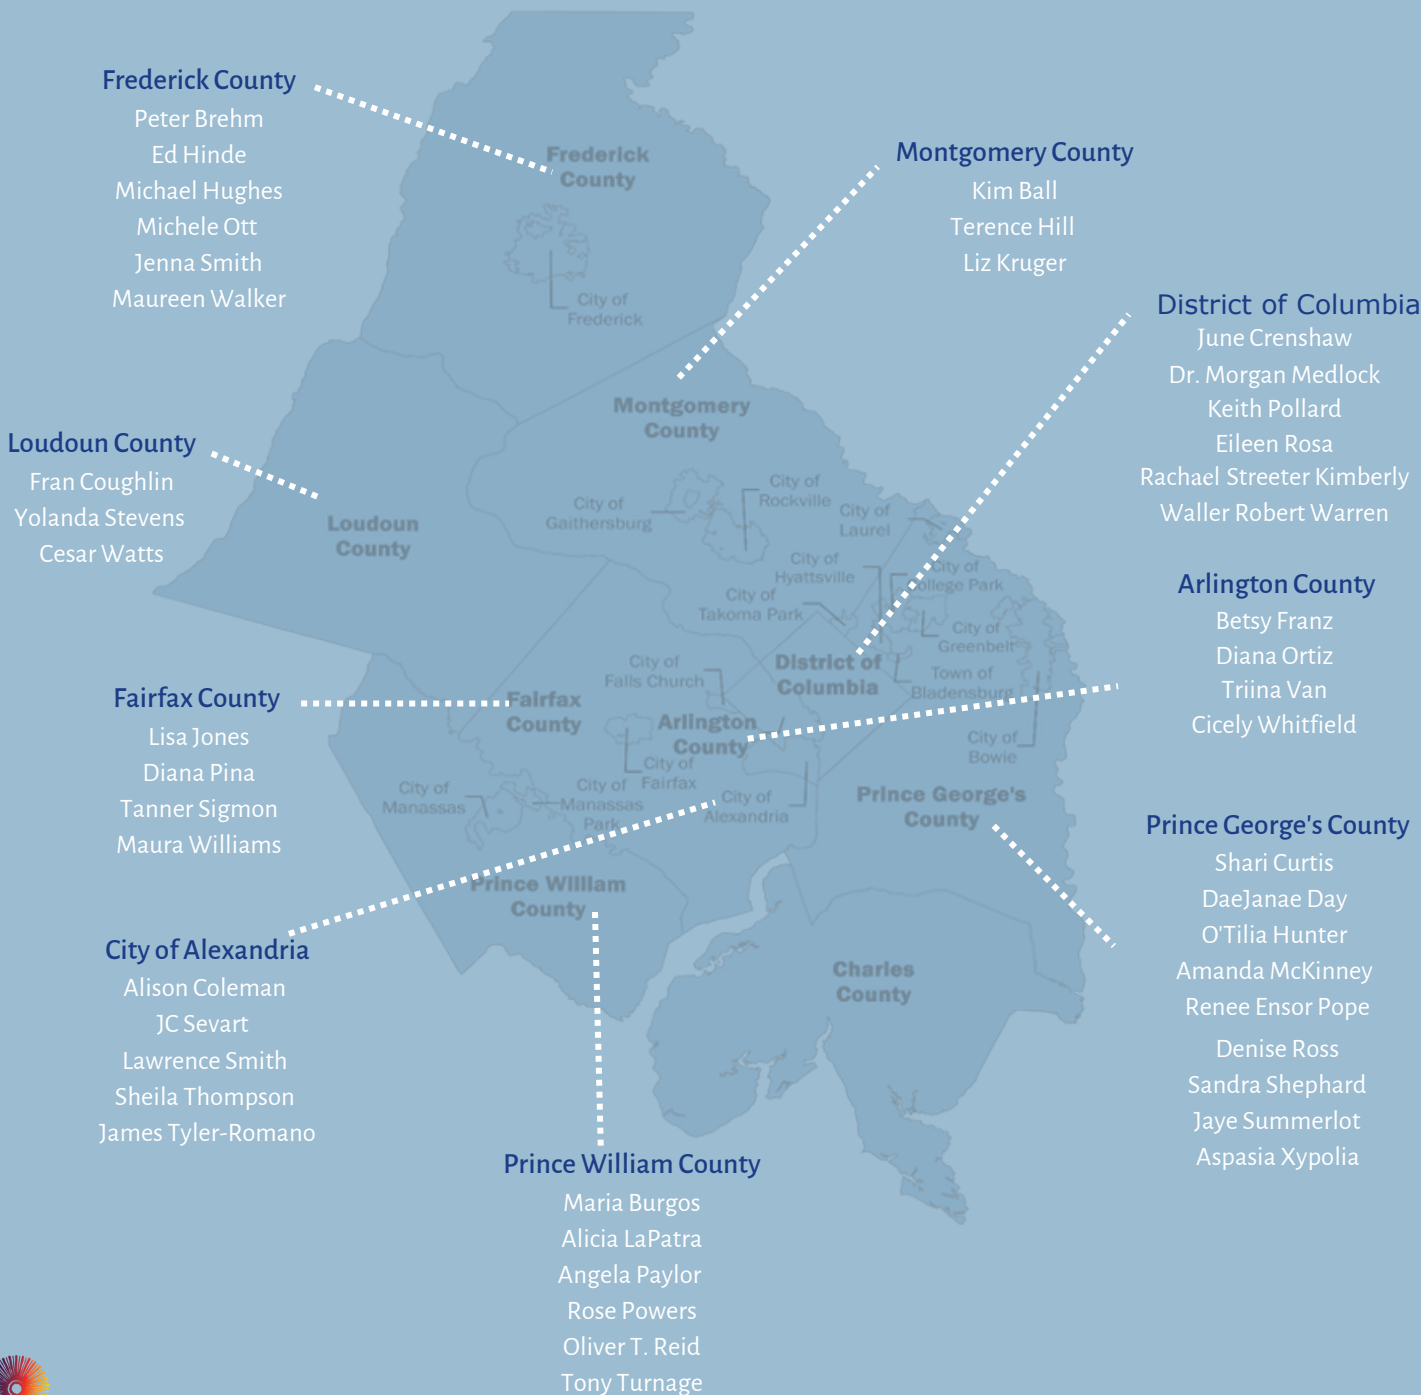 Frederick County
Peter Brehm
Ed Hinde
Michael Hughes
Michele Ott
Jenna Smith
Maureen Walker
Montgomery County
Kim Ball
Terence Hill
Liz Kruger
District of Columbia
June Crenshaw
Dr. Morgan Medlock
Keith Pollard
Eileen Rosa
Rachael Streeter Kimberly
Waller Robert Warren
Loudoun County
Fran Coughlin
Yolanda Stevens
Cesar Watts
Arlington County
Betsy Franz
Diana Ortiz
Triina Van
Cicely Whitfield
Fairfax County
Lisa Jones
Diana Pina
Tanner Sigmon
Maura Williams
Prince George's County
Shari Curtis
DaeJanae Day
O'Tilia Hunter
Amanda McKinney
Renee Ensor Pope
Denise Ross
Sandra Shephard
Jaye Summerlot
Aspasia Xypolia
City of Alexandria
Alison Coleman
JC Sevart
Lawrence Smith
Sheila Thompson
James Tyler-Romano
Prince William County
Maria Burgos
Alicia LaPatra
Angela Paylor
Rose Powers
Oliver T. Reid
Tony Turnage
Frederick
County
City of
Frederick
Montgomery
County
City of
Gaithersburg
City of
Rockville
City of
Laurel
Loudoun
County
City of
Hyattsville
City of
College Park
City of
Takoma Park
City of
Greenbelt
City of
Falls Church
District of
Columbia
Town of
Bladensburg
Fairfax
County
Arlington
County
City of
Bowie
City of
Fairfax
City of
Manassas
City of
Manassas
Park
City of
Alexandria
Prince George's
County
Prince William
County
Charles
County